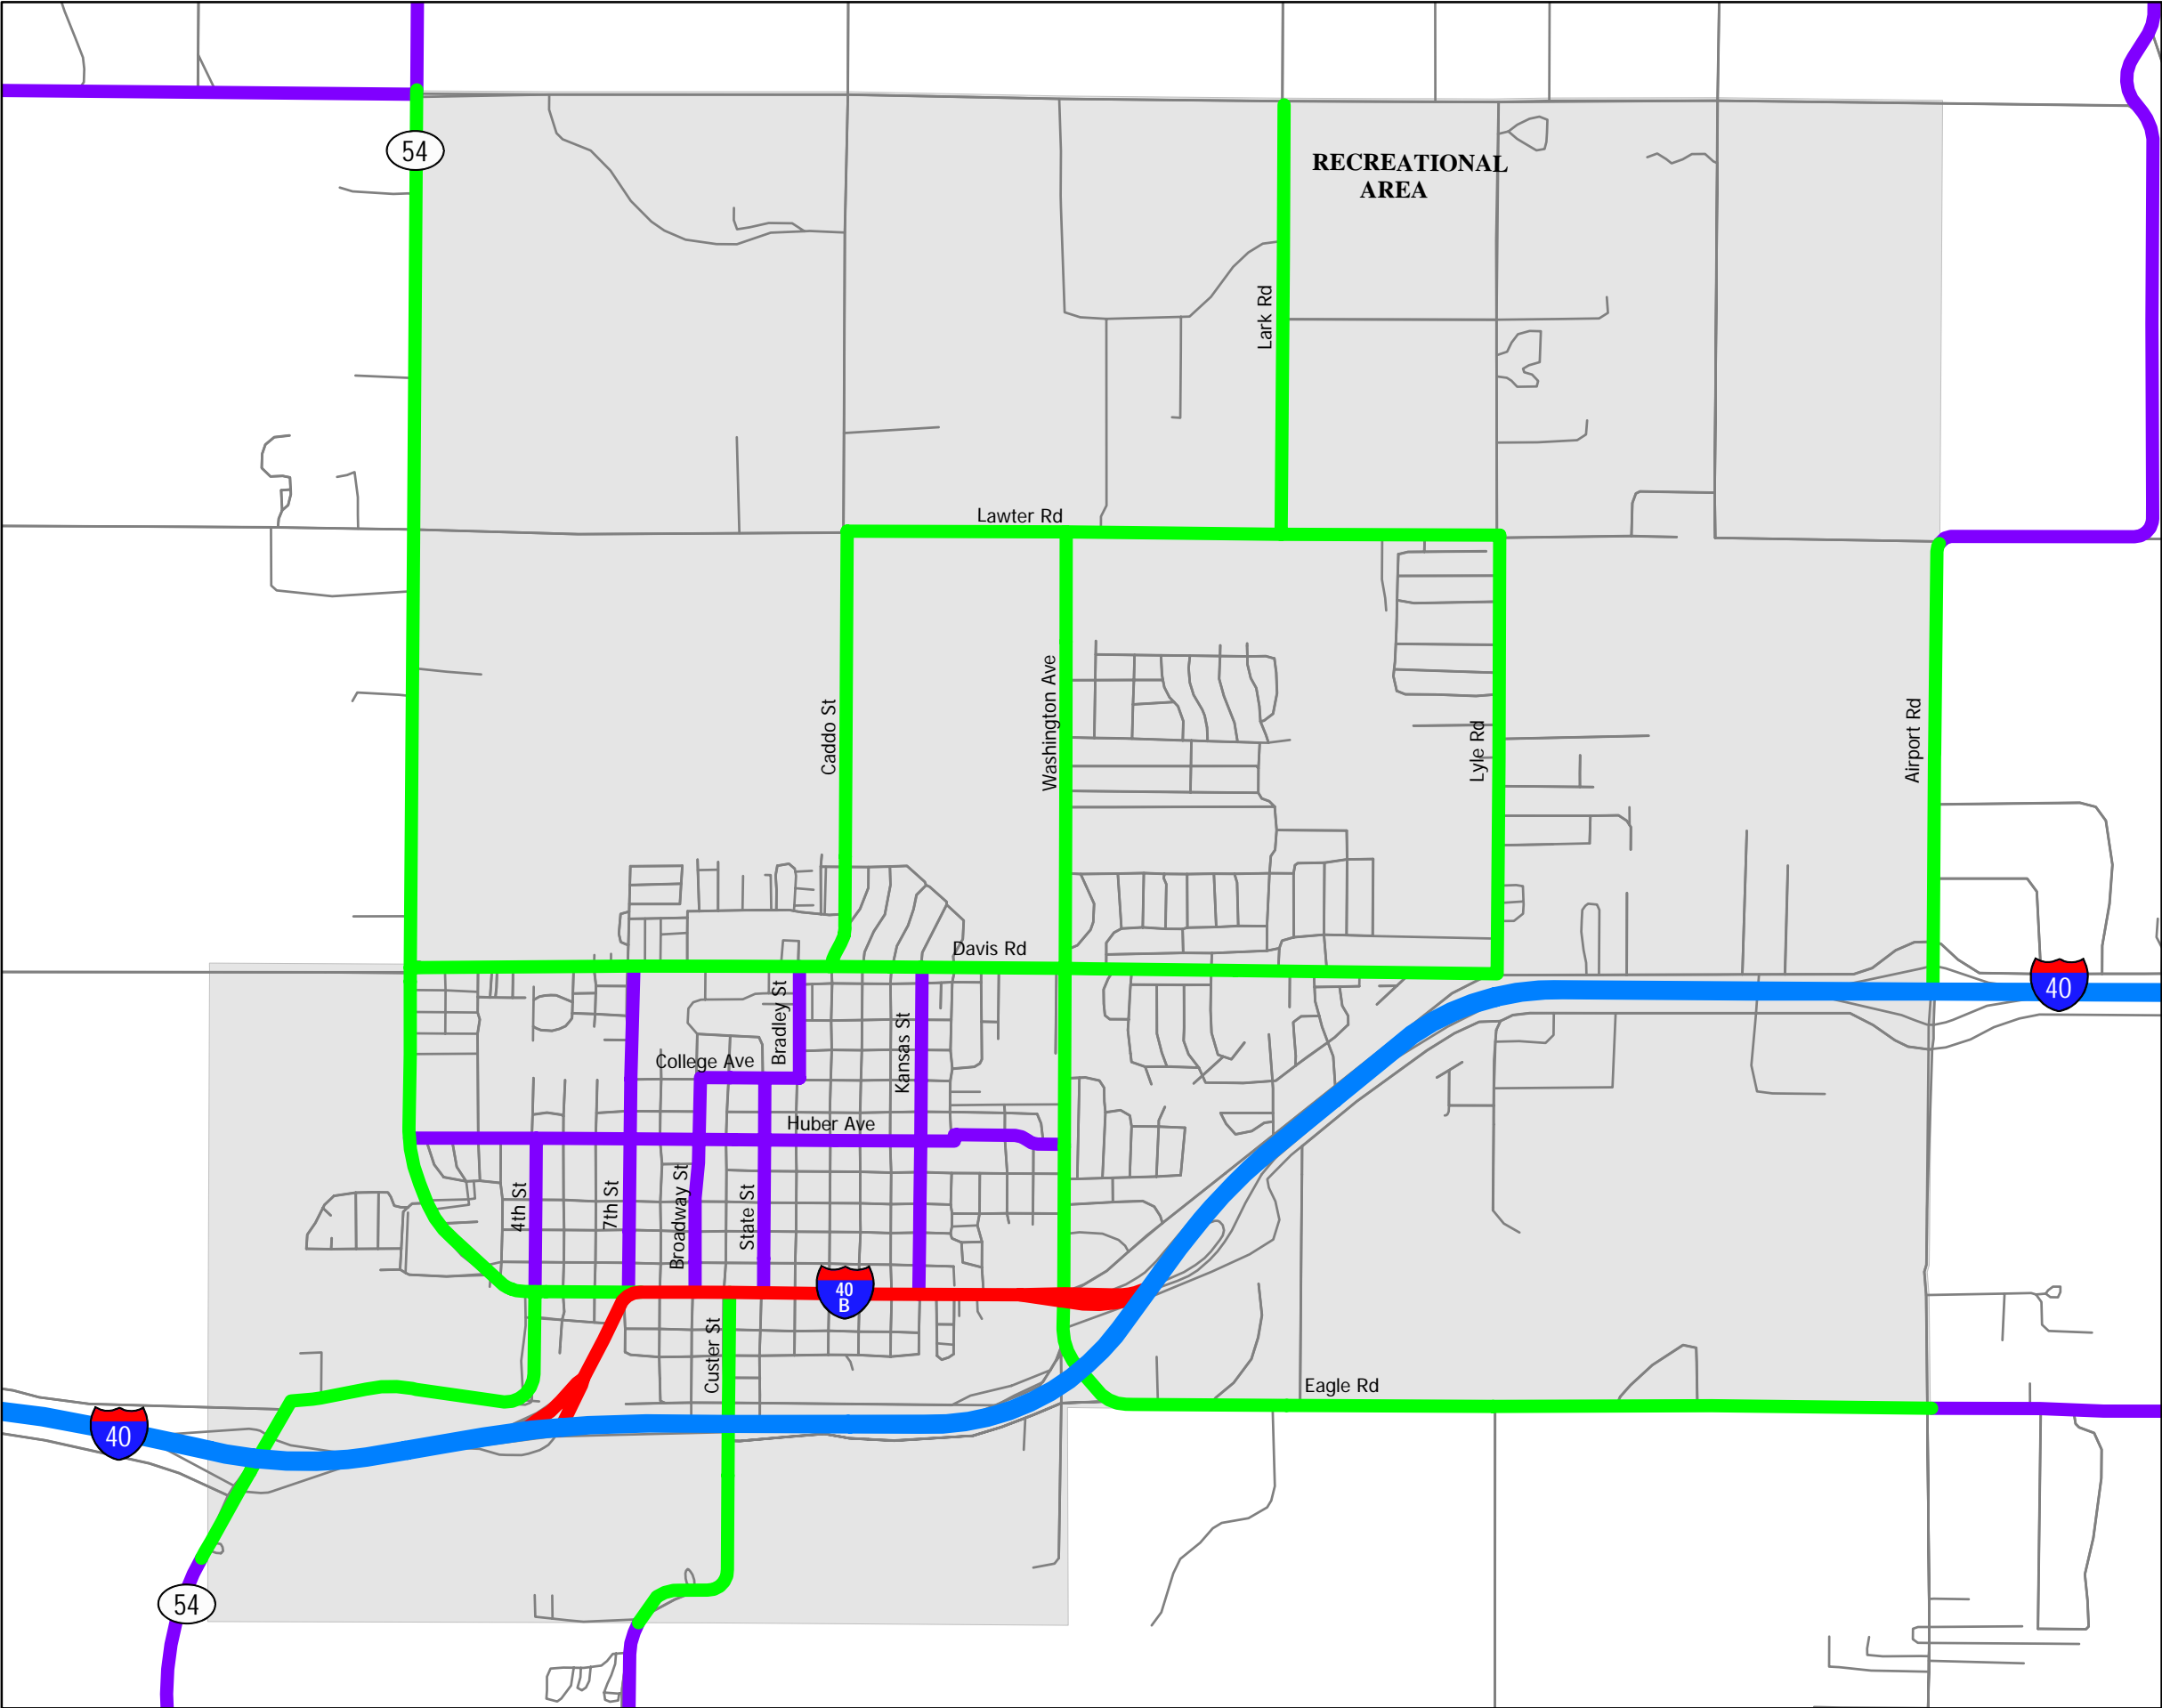 54
RECREATIONAL
AREA
Lark Rd
Lawter Rd
Caddo St
Washington Ave
Lyle Rd
Airport Rd
Davis Rd
40
Bradley St
Kansas St
College Ave
Huber Ave
4th St
7th St
Broadway St
State St
40
B
Custer St
Eagle Rd
40
54